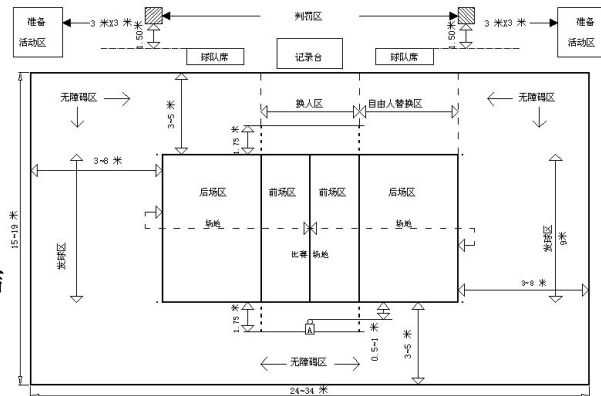 准备
活动区
3 米X3 米
1.50米
判罚区
1.50米
3 米X3 米
准备
活动区
球队席
记录台
球队席
无障碍区
3~5 米
换人区
自由人替换区
无障碍区
1.75 米
3~8 米
15~19 米
发球区
后场区
前场区
前场区
后场区
场地
场地
比赛 场地
发球区
9米
3~8 米
1.75 米
A
0.5~1 米
3~5 米
无障碍区
24~34 米